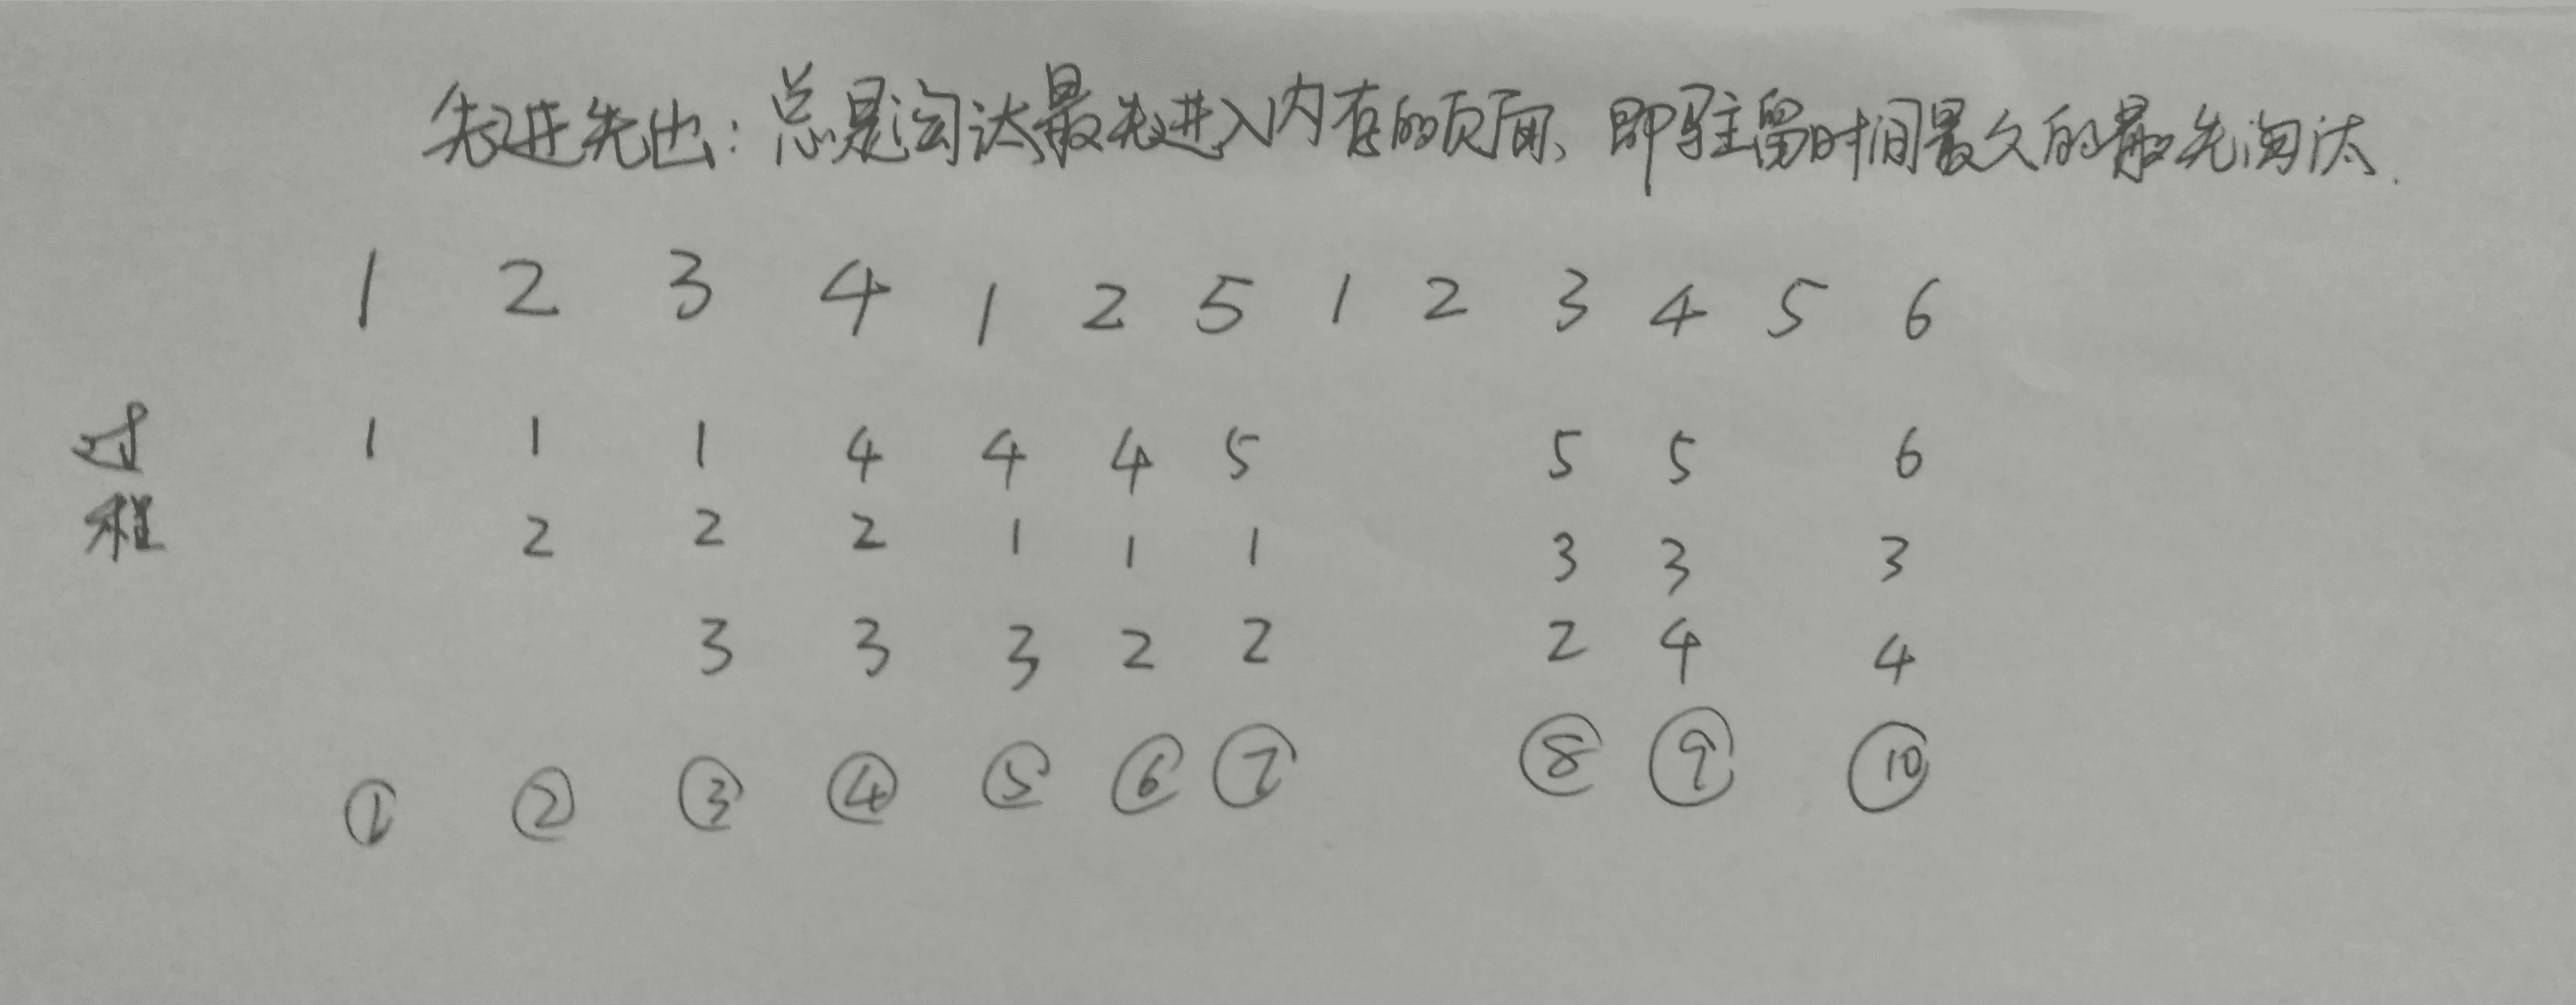 先进先出：总是淘汰最先进入内存的页面、即驻留时间最久的最先淘汰.
1 2 3 4 1 2 5 1 2 3 4 5 6
过 1 1 1 4 4 4 5 5 5 6
程 2 2 2 1 1 1 3 3 3
3 3 3 2 2 2 4 4
① ② ③ ④ ⑤ ⑥ ⑦ ⑧ ⑨ ⑩